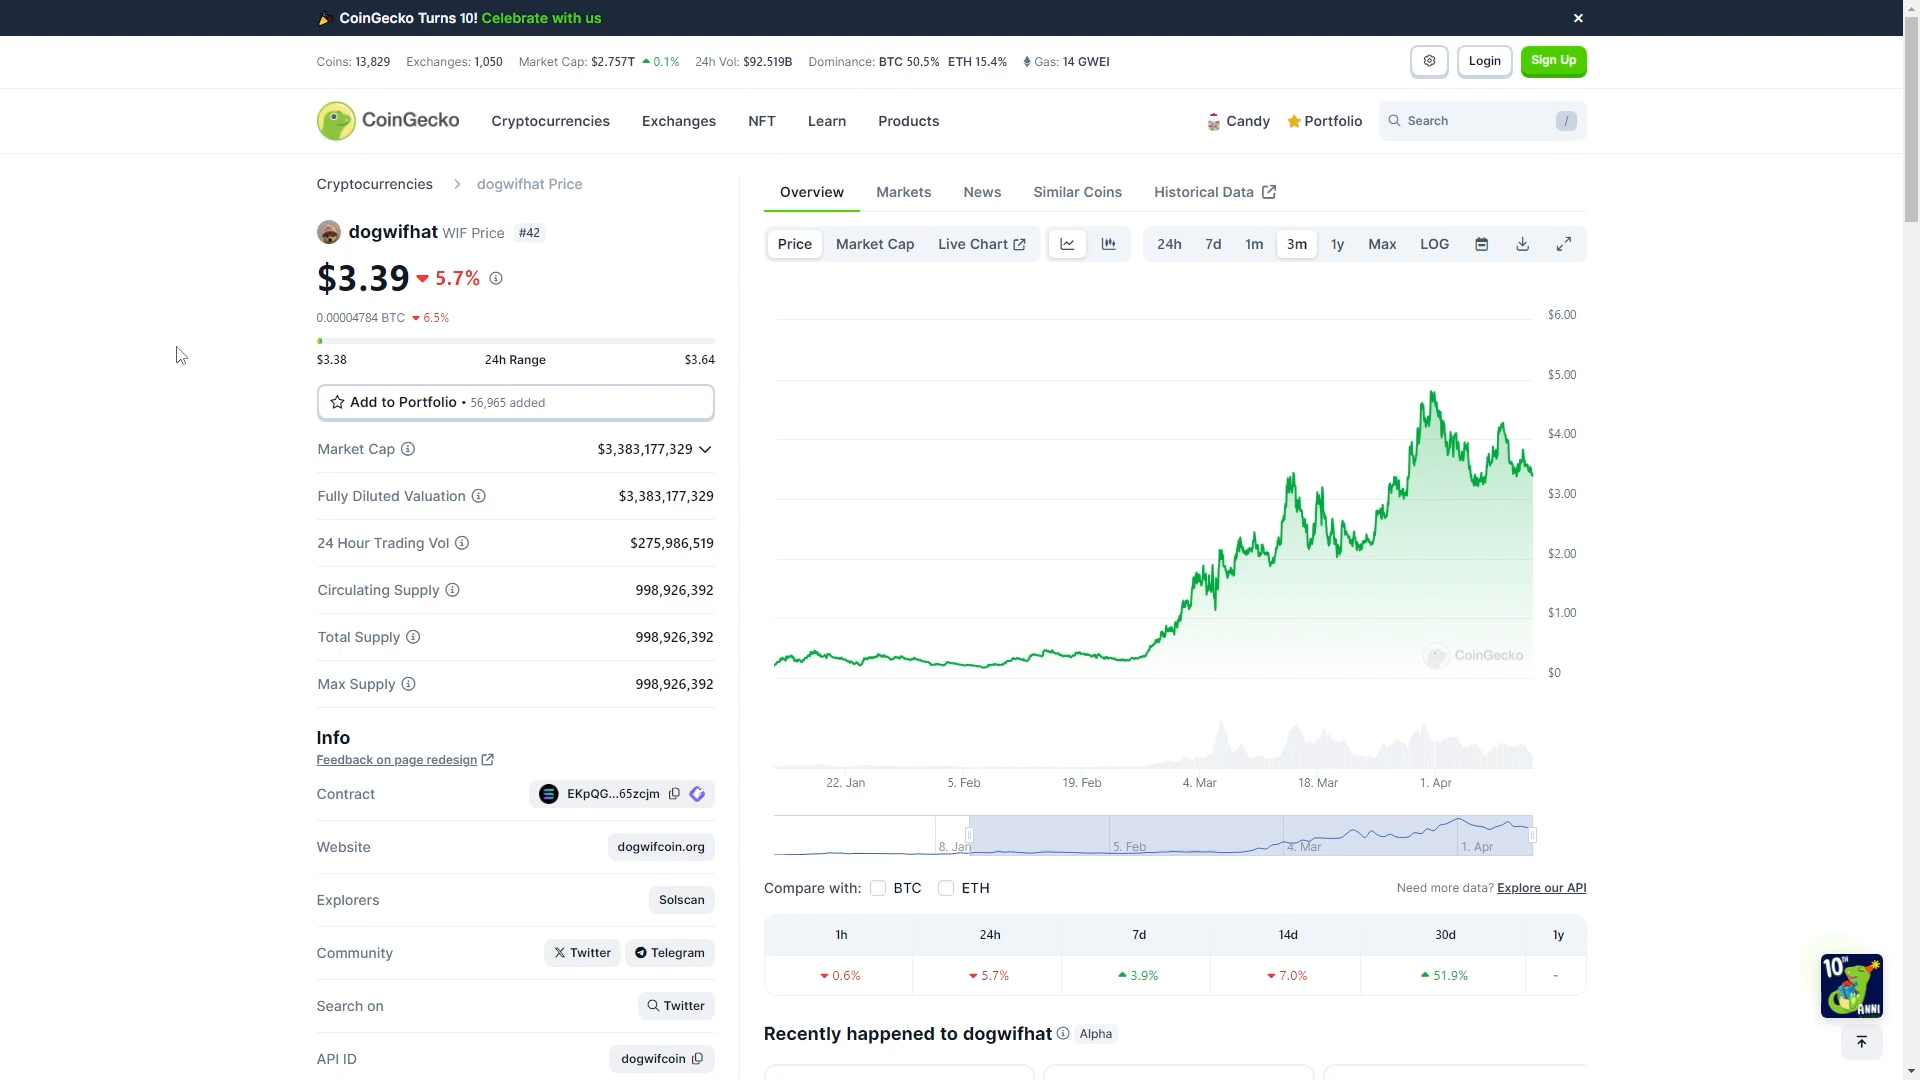 CoinGecko Turns 10! Celebrate with us
Coins: 13,829 Exchanges: 1,050 Market Cap: $2.757T 0.1% 24h Vol: $92.519B Dominance: BTC 50.5% ETH 15.4% Gas: 14 GWEI
Login Sign Up
CoinGecko Cryptocurrencies Exchanges NFT Learn Products Candy Portfolio Search /
Cryptocurrencies > dogwifhat Price
dogwifhat WIF Price #42
$3.39 5.7%
0.00004784 BTC 6.5%
$3.38 24h Range $3.64
Add to Portfolio • 56,965 added
Market Cap $3,383,177,329
Fully Diluted Valuation $3,383,177,329
24 Hour Trading Vol $275,986,519
Circulating Supply 998,926,392
Total Supply 998,926,392
Max Supply 998,926,392
Info
Feedback on page redesign
Contract EKpQG...65zcjm
Website dogwifcoin.org
Explorers Solscan
Community Twitter Telegram
Search on Twitter
API ID dogwifcoin
Overview Markets News Similar Coins Historical Data
Price Market Cap Live Chart 24h 7d 1m 3m 1y Max LOG
$6.00
$5.00
$4.00
$3.00
$2.00
$1.00
CoinGecko
$0
22. Jan 5. Feb 19. Feb 4. Mar 18. Mar 1. Apr
8. Jan 5. Feb 4. Mar 1. Apr
Compare with: BTC ETH Need more data? Explore our API
1h 24h 7d 14d 30d 1y
0.6% 5.7% 3.9% 7.0% 51.9% -
Recently happened to dogwifhat Alpha
10TH
ANNI